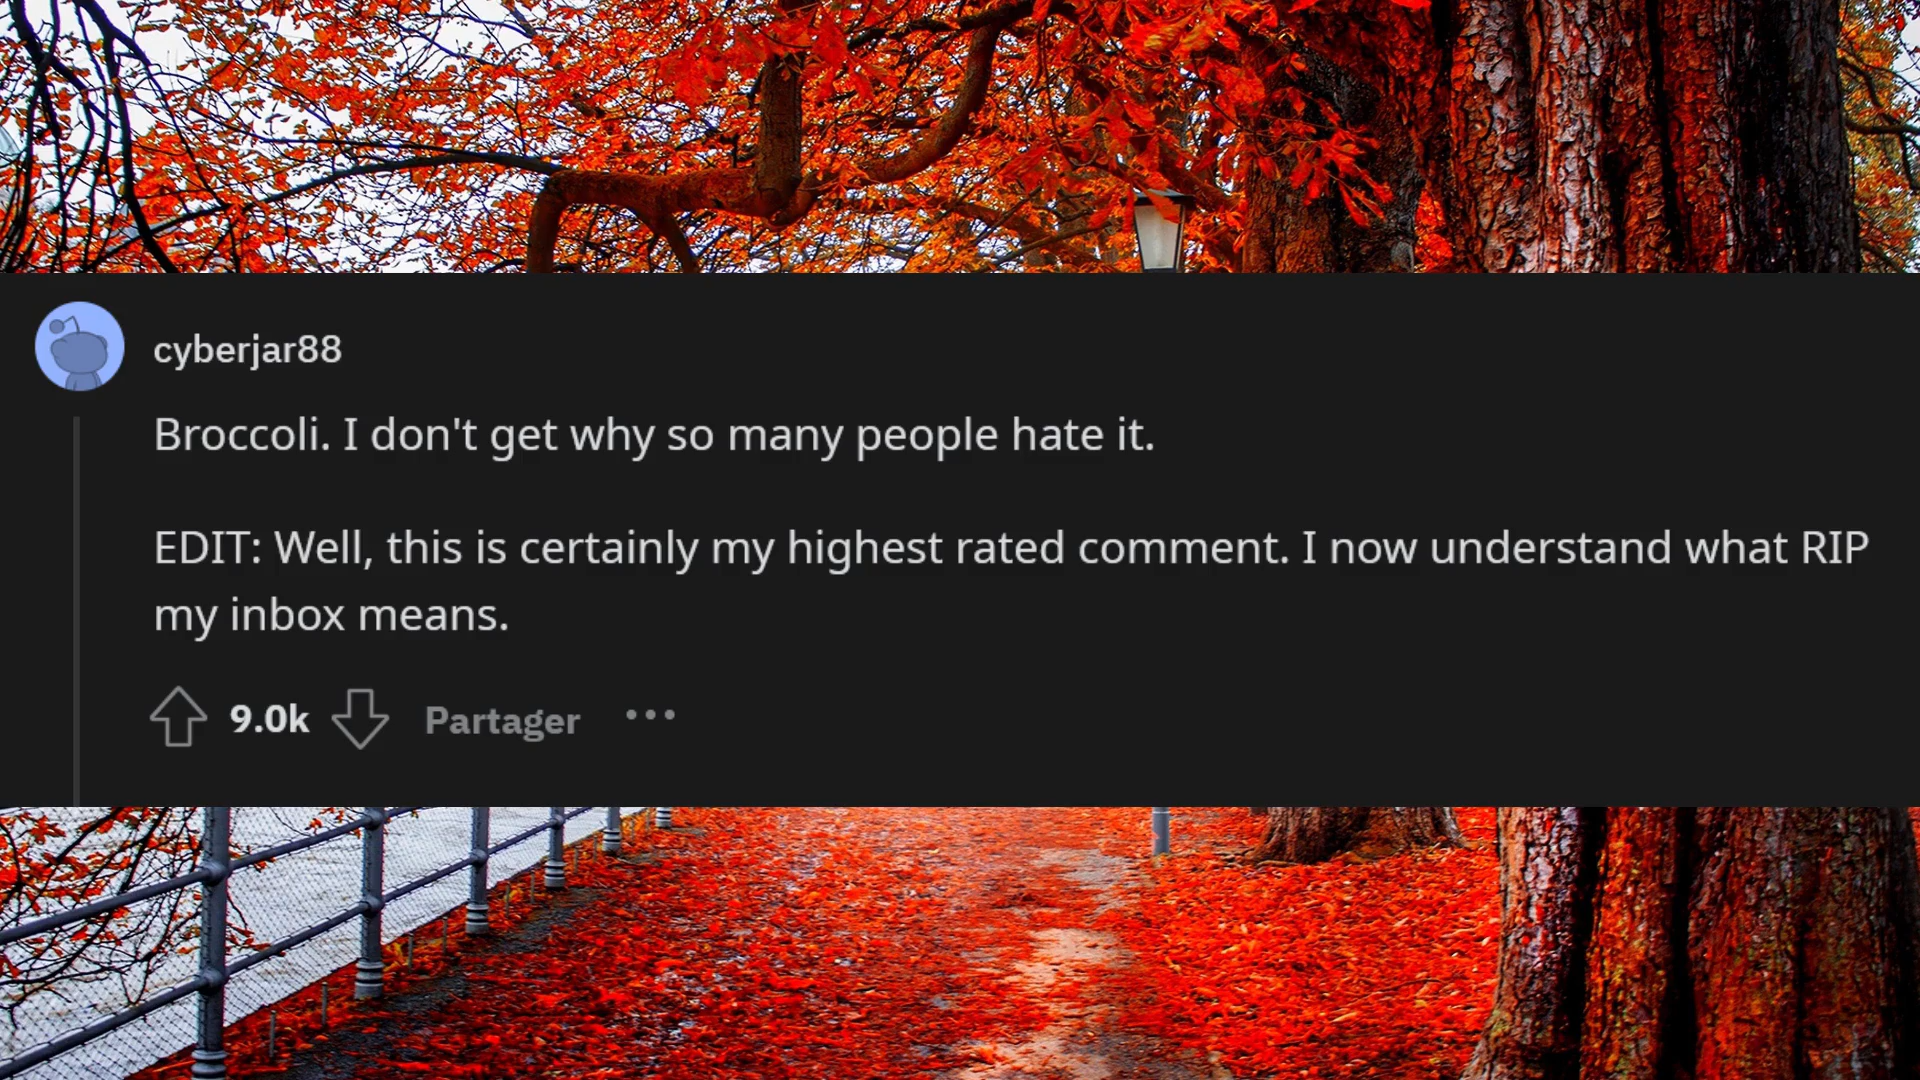 cyberjar88
Broccoli. I don't get why so many people hate it.
EDIT: Well, this is certainly my highest rated comment. I now understand what RIP
my inbox means.
9.0k Partager